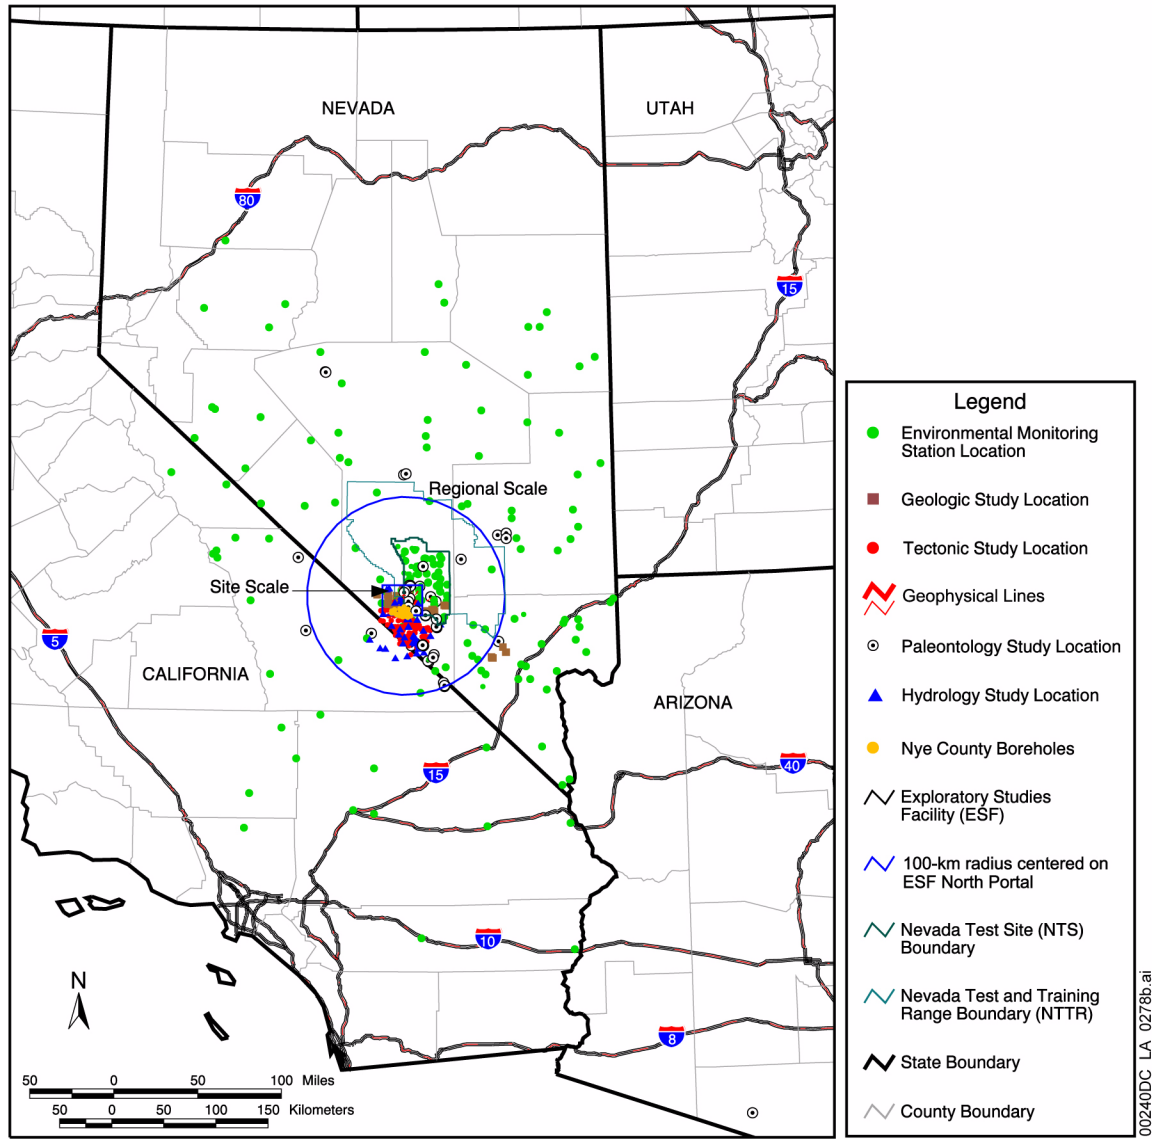 NEVADA
UTAH
80
15
Regional Scale
Site Scale
5
CALIFORNIA
ARIZONA
15
40
10
8
N
50 0 50 100 Miles
50 0 50 100 150 Kilometers
Legend
Environmental Monitoring
Station Location
Geologic Study Location
Tectonic Study Location
Geophysical Lines
Paleontology Study Location
Hydrology Study Location
Nye County Boreholes
Exploratory Studies
Facility (ESF)
100-km radius centered on
ESF North Portal
Nevada Test Site (NTS)
Boundary
Nevada Test and Training
Range Boundary (NTTR)
State Boundary
County Boundary
00240DC_LA_0278b.ai